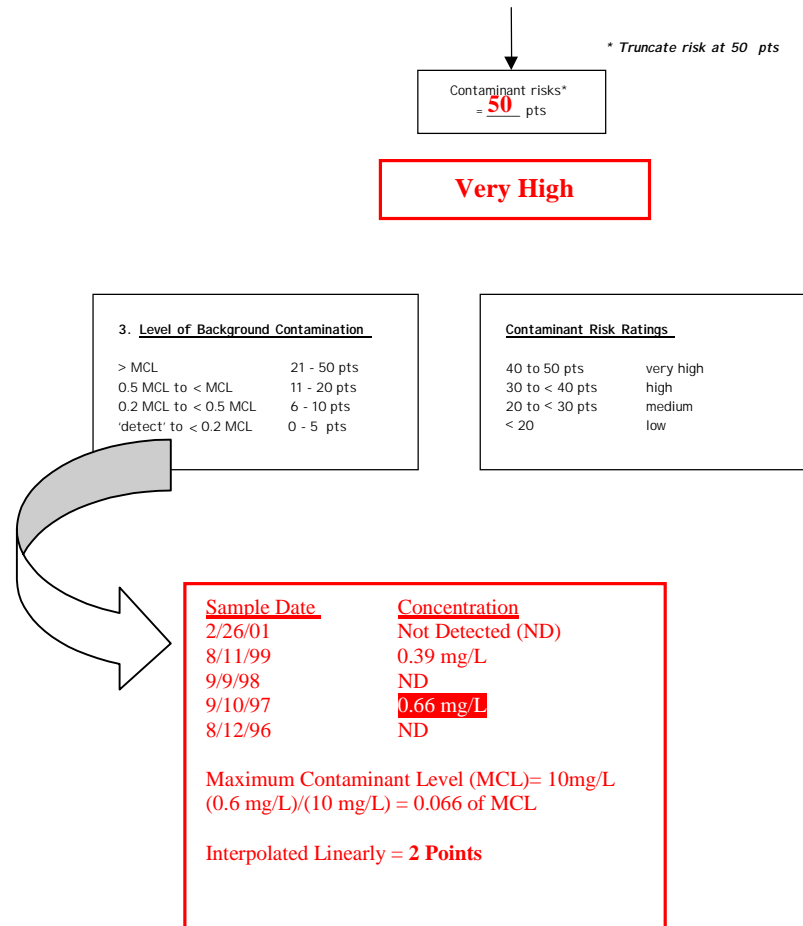 * Truncate risk at 50 pts
Contaminant risks*
= 50 pts
Very High
3. Level of Background Contamination
> MCL 21 - 50 pts
0.5 MCL to < MCL 11 - 20 pts
0.2 MCL to < 0.5 MCL 6 - 10 pts
‘detect’ to < 0.2 MCL 0 - 5 pts
Contaminant Risk Ratings
40 to 50 pts very high
30 to < 40 pts high
20 to < 30 pts medium
< 20 low
Sample Date Concentration
2/26/01 Not Detected (ND)
8/11/99 0.39 mg/L
9/9/98 ND
9/10/97 0.66 mg/L
8/12/96 ND
Maximum Contaminant Level (MCL)= 10mg/L
(0.6 mg/L)/(10 mg/L) = 0.066 of MCL
Interpolated Linearly = 2 Points